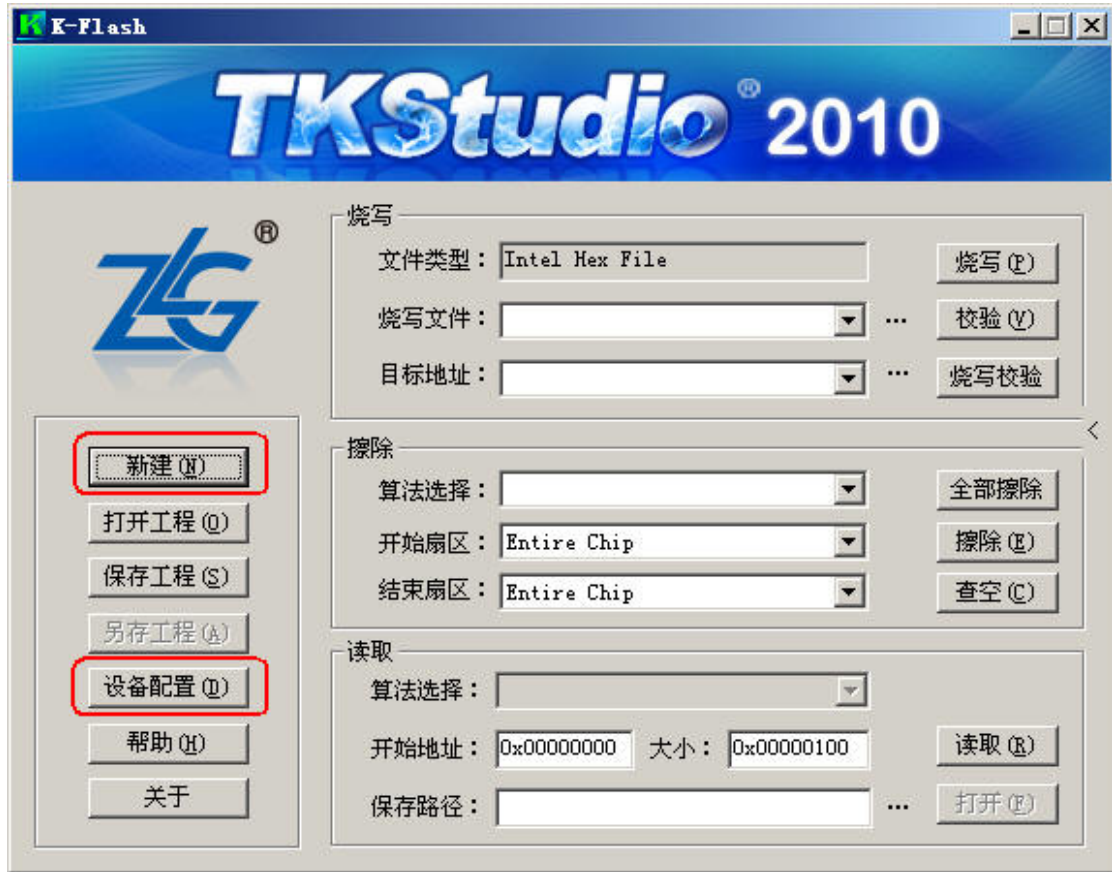 K-Flash
TKStudio® 2010
ZLG®
新建(N)
打开工程(O)
保存工程(S)
另存工程(A)
设备配置(D)
帮助(H)
关于
烧写
文件类型： Intel Hex File 烧写(P)
烧写文件： ... 校验(V)
目标地址： ... 烧写校验
<
擦除
算法选择： 全部擦除
开始扇区： Entire Chip 擦除(E)
结束扇区： Entire Chip 查空(C)
读取
算法选择：
开始地址： 0x00000000 大小： 0x00000100 读取(R)
保存路径： ... 打开(F)